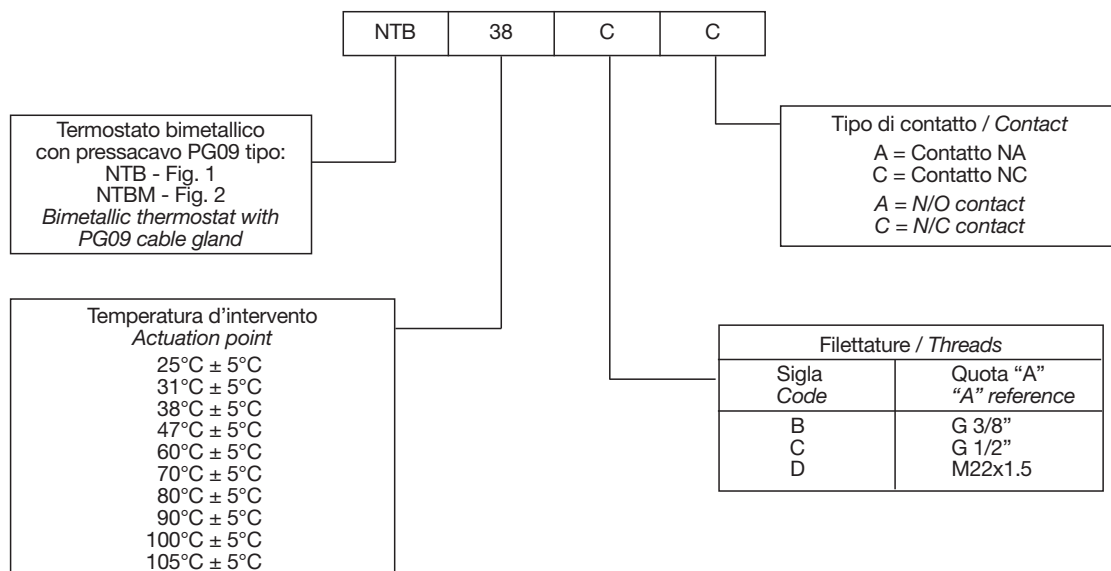 NTB 38 C C
Termostato bimetallico
con pressacavo PG09 tipo:
NTB - Fig. 1
NTBM - Fig. 2
Bimetallic thermostat with
PG09 cable gland
Tipo di contatto / Contact
A = Contatto NA
C = Contatto NC
A = N/O contact
C = N/C contact
Temperatura d’intervento
Actuation point
25°C ± 5°C
31°C ± 5°C
38°C ± 5°C
47°C ± 5°C
60°C ± 5°C
70°C ± 5°C
80°C ± 5°C
90°C ± 5°C
100°C ± 5°C
105°C ± 5°C
Filettature / Threads
Sigla Quota “A”
Code “A” reference
B G 3/8”
C G 1/2”
D M22x1.5